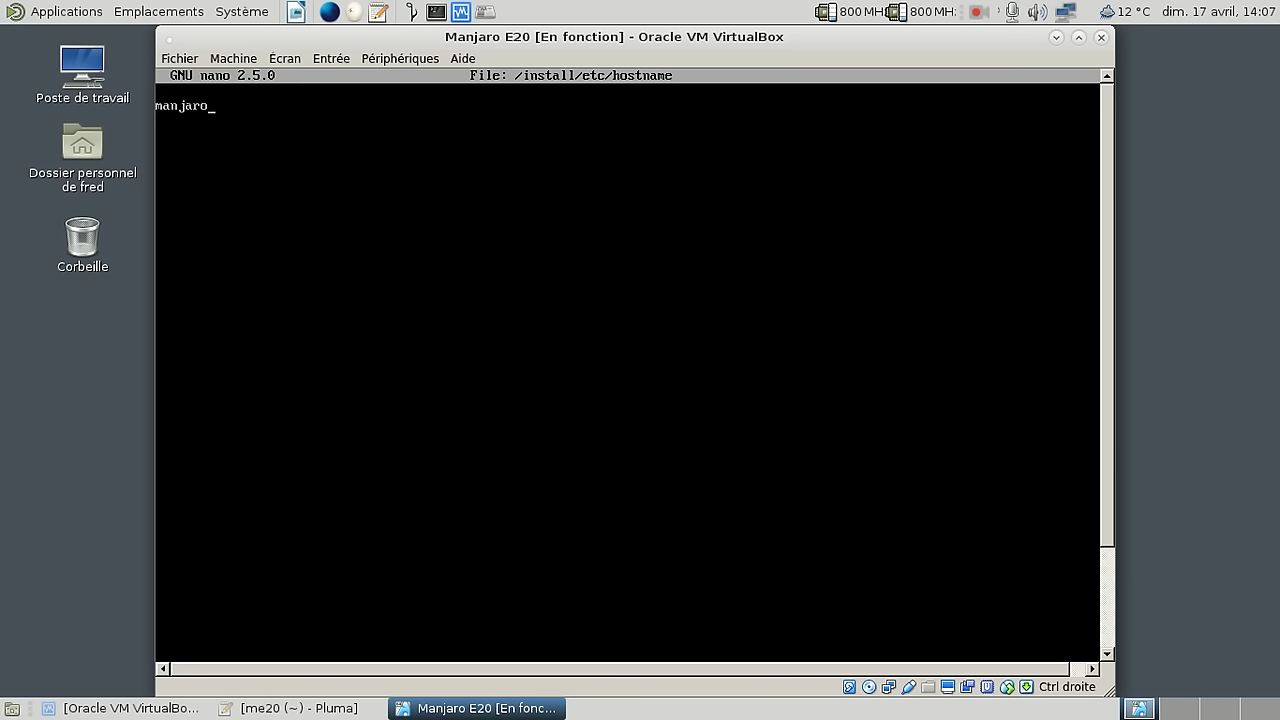 Applications Emplacements Système 800 MH 800 MH 12 °C dim. 17 avril, 14:07
Manjaro E20 [En fonction] - Oracle VM VirtualBox
Fichier Machine Écran Entrée Périphériques Aide
GNU nano 2.5.0 File: /install/etc/hostname
manjaro_
Poste de travail
Dossier personnel
de fred
Corbeille
Ctrl droite
[Oracle VM VirtualBo... [me20 (~) - Pluma] Manjaro E20 [En fonc...